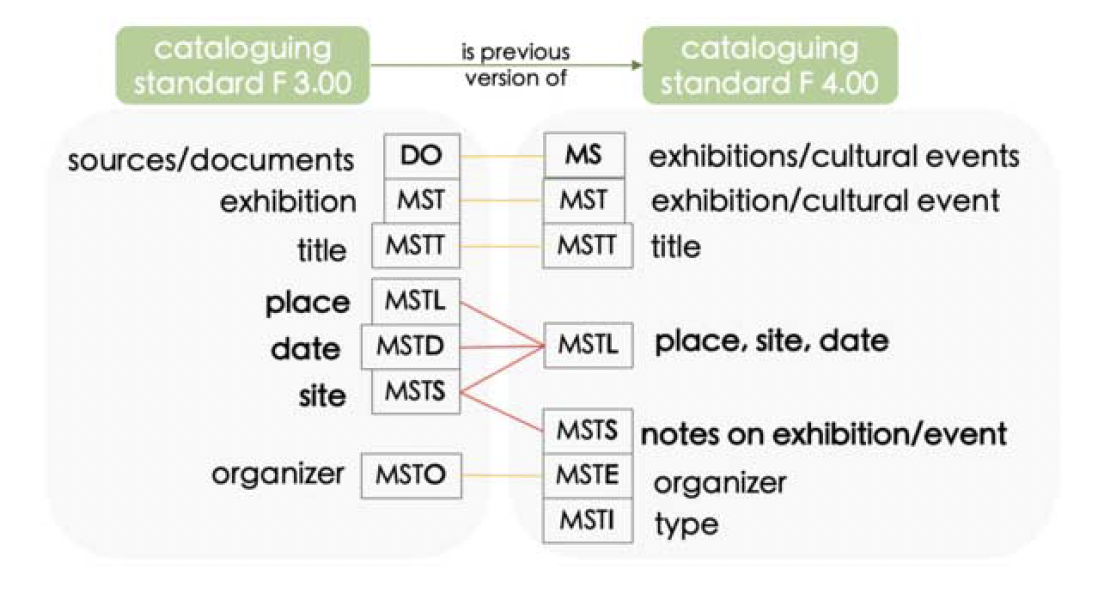 cataloguing
standard F 3.00
is previous
version of
cataloguing
standard F 4.00
sources/documents DO MS exhibitions/cultural events
exhibition MST MST exhibition/cultural event
title MSTT MSTT title
place MSTL
date MSTD MSTL place, site, date
site MSTS
MSTS notes on exhibition/event
organizer MSTO MSTE organizer
MSTI type